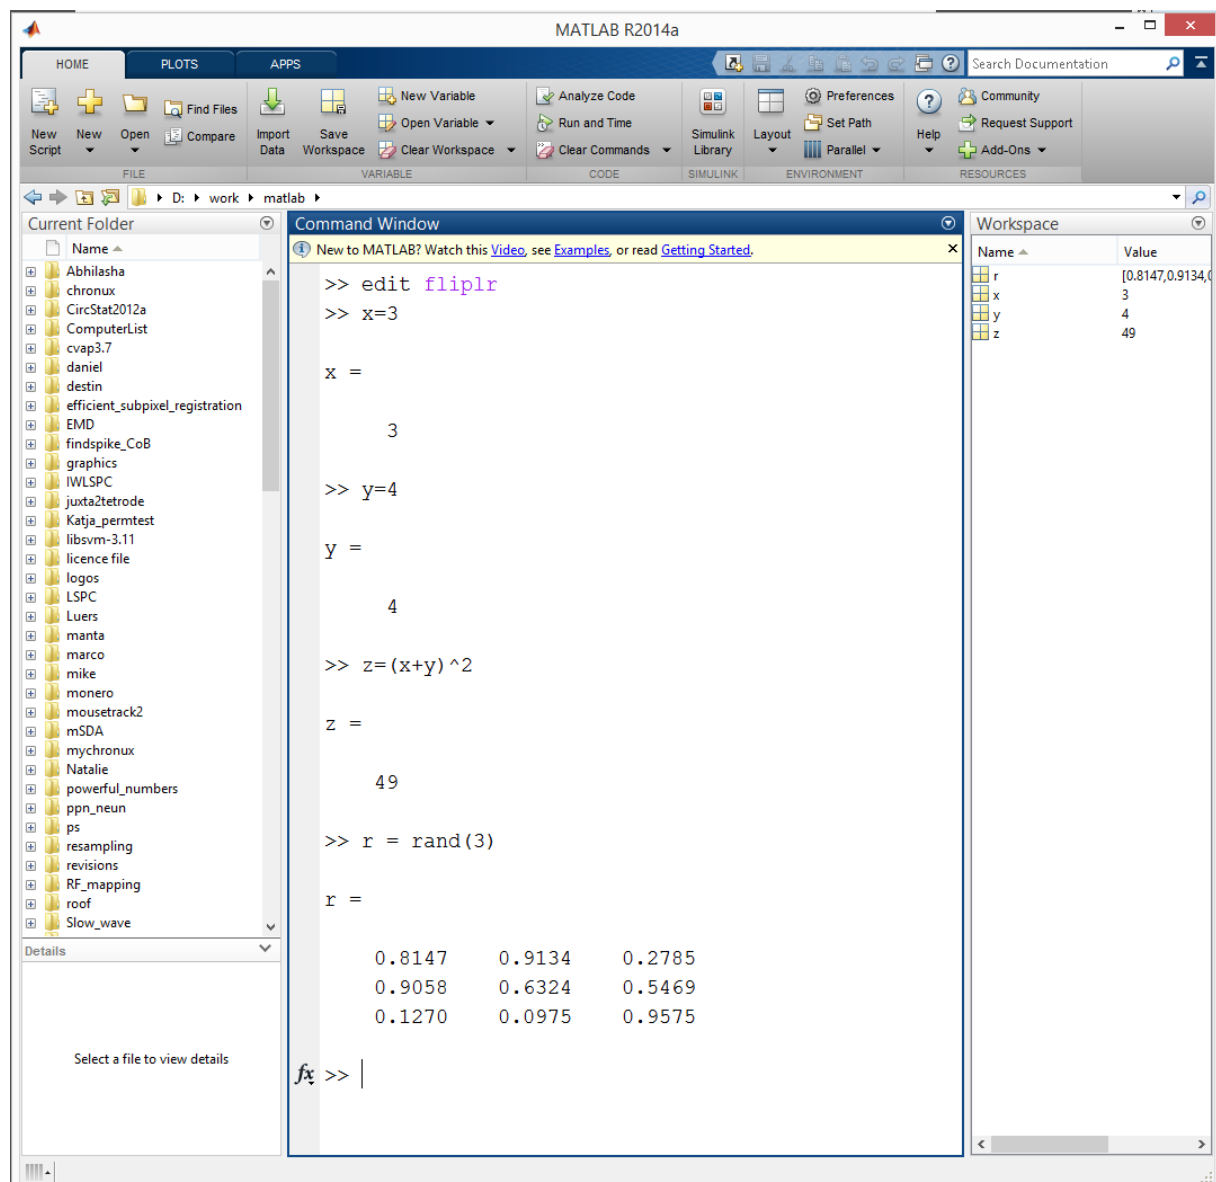 MATLAB R2014a
HOME PLOTS APPS
Search Documentation
New Script
New
Open
Find Files
Compare
FILE
Import Data
Save Workspace
New Variable
Open Variable
Clear Workspace
VARIABLE
Analyze Code
Run and Time
Clear Commands
CODE
Simulink Library
SIMULINK
Layout
Preferences
Set Path
Parallel
ENVIRONMENT
Help
Community
Request Support
Add-Ons
RESOURCES
D: work matlab
Current Folder
Name
Abhilasha
chronux
CircStat2012a
ComputerList
cvap3.7
daniel
destin
efficient_subpixel_registration
EMD
findspike_CoB
graphics
IWLSPC
juxta2tetrode
Katja_permtest
libsvm-3.11
licence file
logos
LSPC
Luers
manta
marco
mike
monero
mousetrack2
mSDA
mychronux
Natalie
powerful_numbers
ppn_neun
ps
resampling
revisions
RF_mapping
roof
Slow_wave
Details
Select a file to view details
Command Window
New to MATLAB? Watch this Video, see Examples, or read Getting Started.
>> edit fliplr
>> x=3
x =
3
>> y=4
y =
4
>> z=(x+y)^2
z =
49
>> r = rand(3)
r =
0.8147 0.9134 0.2785
0.9058 0.6324 0.5469
0.1270 0.0975 0.9575
fx >>
Workspace
Name Value
r [0.8147,0.9134,0
x 3
y 4
z 49